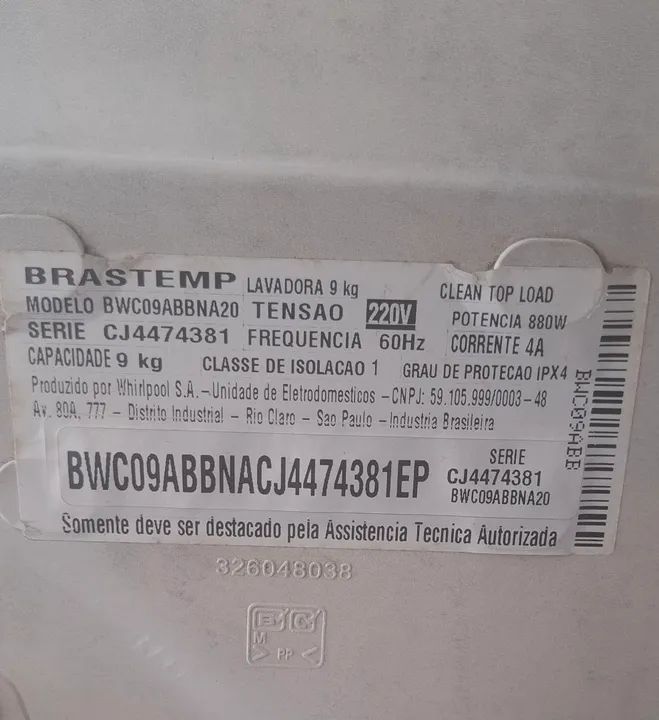 BRASTEMP LAVADORA 9 kg CLEAN TOP LOAD
MODELO BWC09ABBNA20 TENSAO 220V POTENCIA 880W
SERIE CJ4474381 FREQUENCIA 60Hz CORRENTE 4A
CAPACIDADE 9 kg CLASSE DE ISOLACAO 1 GRAU DE PROTECAO IPX4
Produzido por Whirlpool S.A.-Unidade de Eletrodomesticos -CNPJ: 59.105.999/0003-48
Av. 80A, 777 - Distrito Industrial - Rio Claro - Sao Paulo -Industria Brasileira
BWC09ABBNACJ4474381EP
SERIE
CJ4474381
BWC09ABBNA20
Somente deve ser destacado pela Assistencia Tecnica Autorizada
BWC09ABB
326048038
M
> PP <